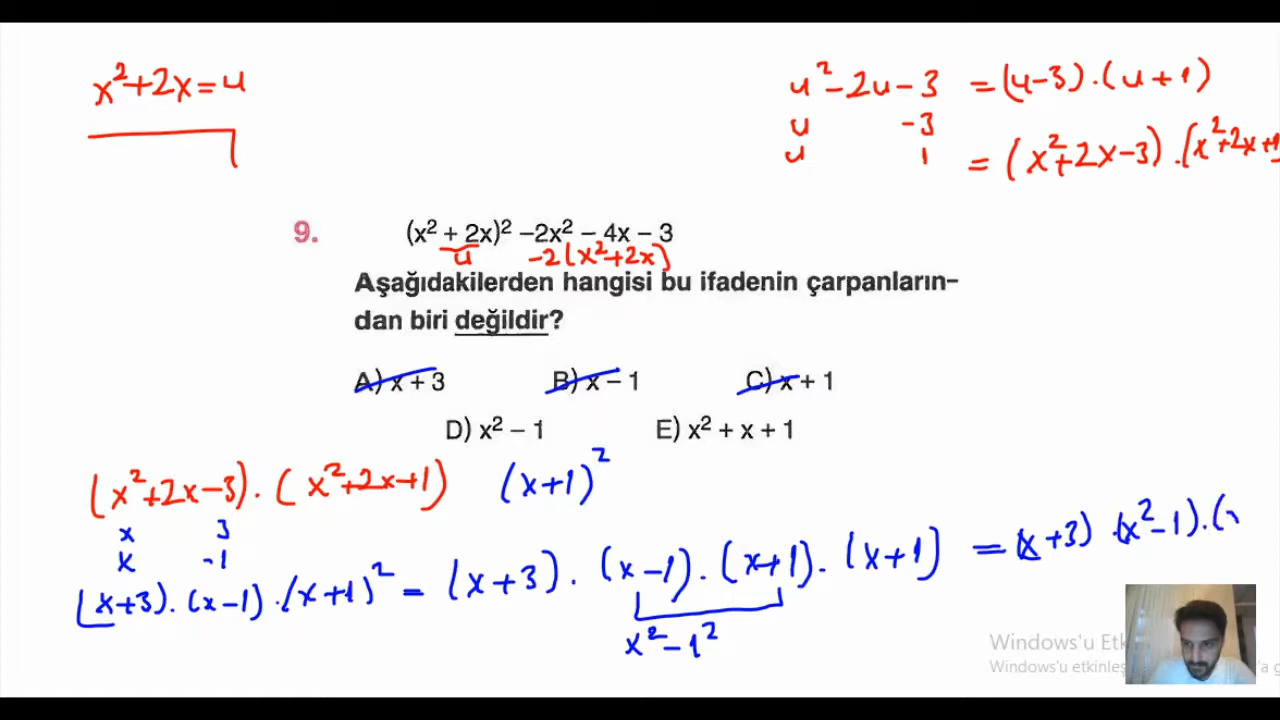 x²+2x=u
u²-2u-3 =(u-3).(u+1)
u -3
u 1 =(x²+2x-3).(x²+2x+1
9. (x² + 2x)² –2x² – 4x – 3
u -2(x²+2x)
Aşağıdakilerden hangisi bu ifadenin çarpanların-
dan biri değildir?
A) x + 3 B) x – 1 C) x + 1
D) x² – 1 E) x² + x + 1
(x²+2x-3).(x²+2x+1) (x+1)²
x 3
x -1
(x+3).(x-1).(x+1)² = (x+3).(x-1).(x+1).(x+1) =(x+3).(x²-1).(
x²-1²
Windows'u Etk
Windows'u etkinleş